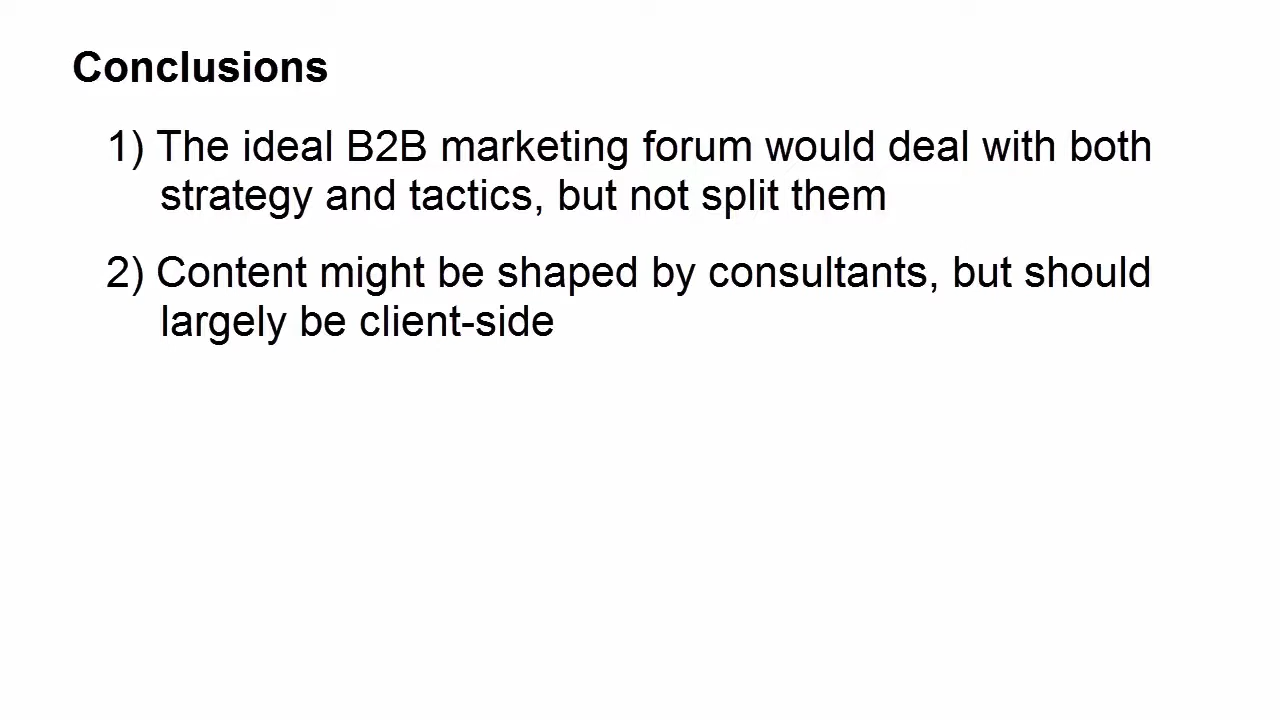 Conclusions
1) The ideal B2B marketing forum would deal with both
strategy and tactics, but not split them
2) Content might be shaped by consultants, but should
largely be client-side